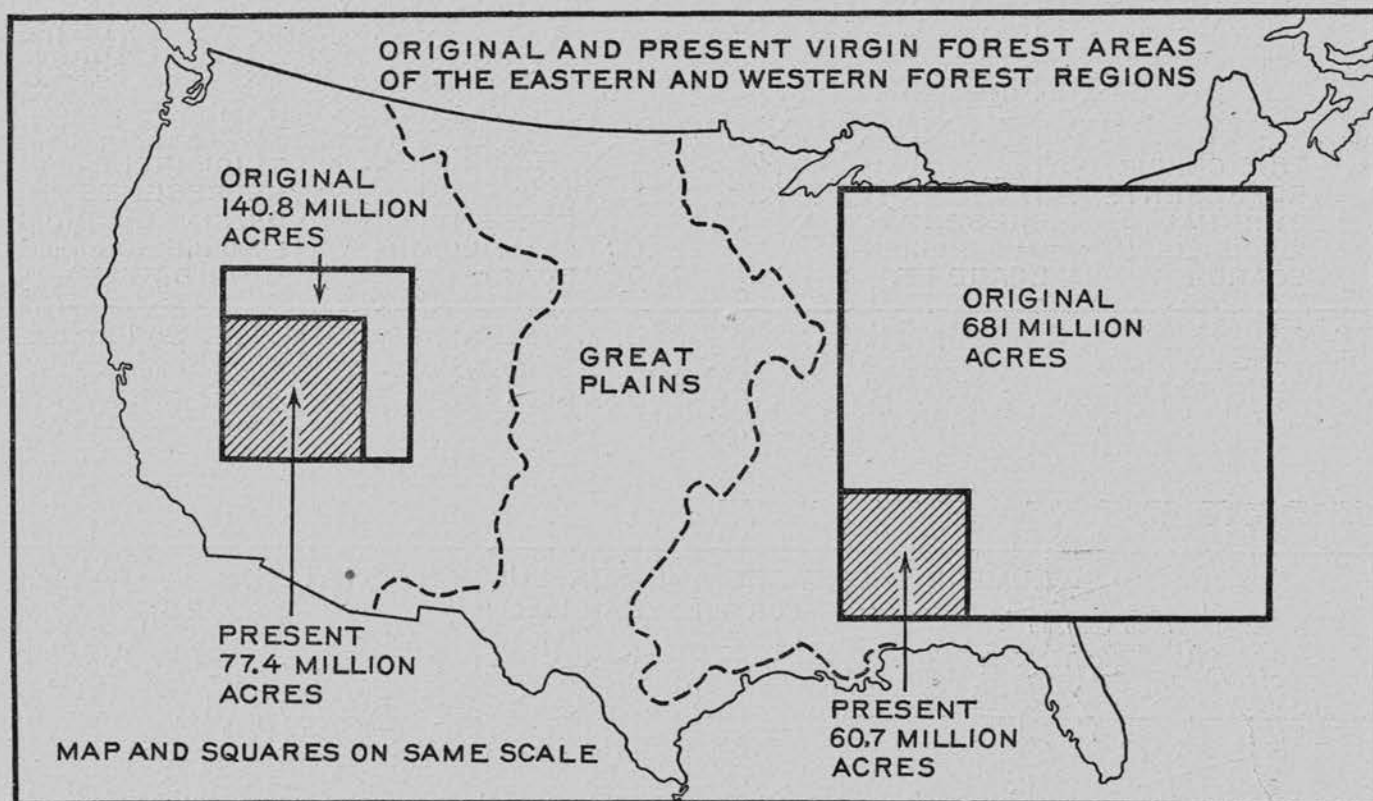 ORIGINAL AND PRESENT VIRGIN FOREST AREAS
OF THE EASTERN AND WESTERN FOREST REGIONS
ORIGINAL
140.8 MILLION
ACRES
GREAT
PLAINS
ORIGINAL
681 MILLION
ACRES
PRESENT
77.4 MILLION
ACRES
PRESENT
60.7 MILLION
ACRES
MAP AND SQUARES ON SAME SCALE